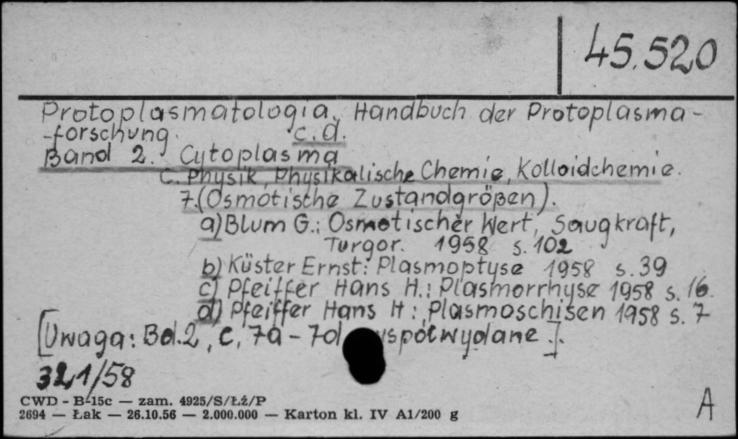 45.520
Protoplasmatologia. Handbuch der Protoplasma-
-forschung. c.d.
Band 2. Cytoplasma
C. Physik, Physikalische Chemie, Kolloidchemie.
7.(Osmotische Zustandgrößen).
a) Blum G.: Osmotischer Wert, Saugkraft,
Turgor. 1958 s. 102
b) Küster Ernst: Plasmoptyse 1958 s. 39
c) Pfeiffer Hans H.: Plasmorrhyse 1958 s. 16.
d) Pfeiffer Hans H: Plasmoschisen 1958 s. 7
[Uwaga: Bd.2, C, 7a - 7d współwydane.].
321/58
CWD - B-15c — zam. 4925/S/Łź/P
2694 — Łak — 26.10.56 — 2.000.000 — Karton kl. IV A1/200 g
A